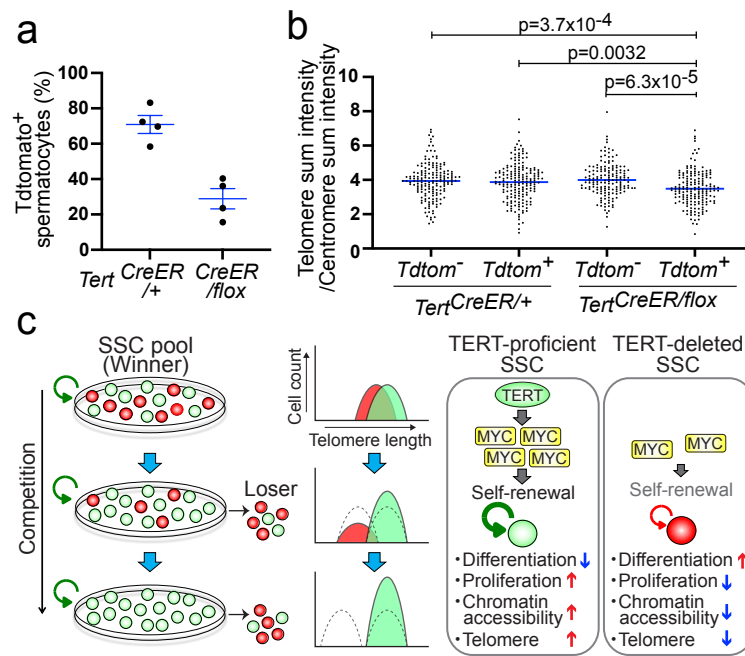 a
Tdtomato+
spermatocytes (%)
100
80
60
40
20
0
Tert CreER/+ CreER/flox
b
p=3.7x10-4
p=0.0032
p=6.3x10-5
Telomere sum intensity
/Centromere sum intensity
10
8
6
4
2
0
Tdtom- Tdtom+ Tdtom- Tdtom+
TertCreER/+ TertCreER/flox
c
SSC pool
(Winner)
Competition
Loser
Cell count
Telomere length
TERT-proficient
SSC
TERT
MYC MYC
MYC MYC
Self-renewal
•Differentiation ↓
•Proliferation ↑
•Chromatin
accessibility ↑
•Telomere ↑
TERT-deleted
SSC
MYC MYC
Self-renewal
•Differentiation ↑
•Proliferation ↓
•Chromatin
accessibility ↓
•Telomere ↓